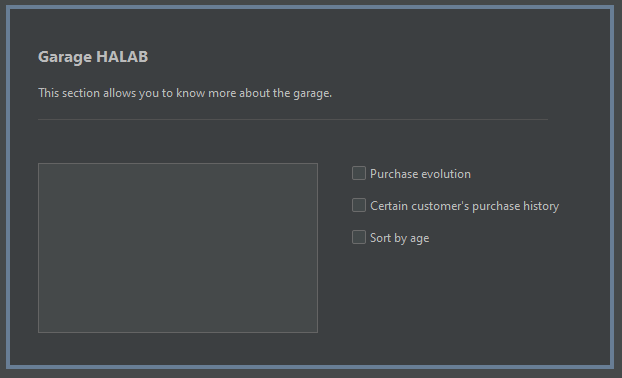 Garage HALAB
This section allows you to know more about the garage.
Purchase evolution
Certain customer's purchase history
Sort by age